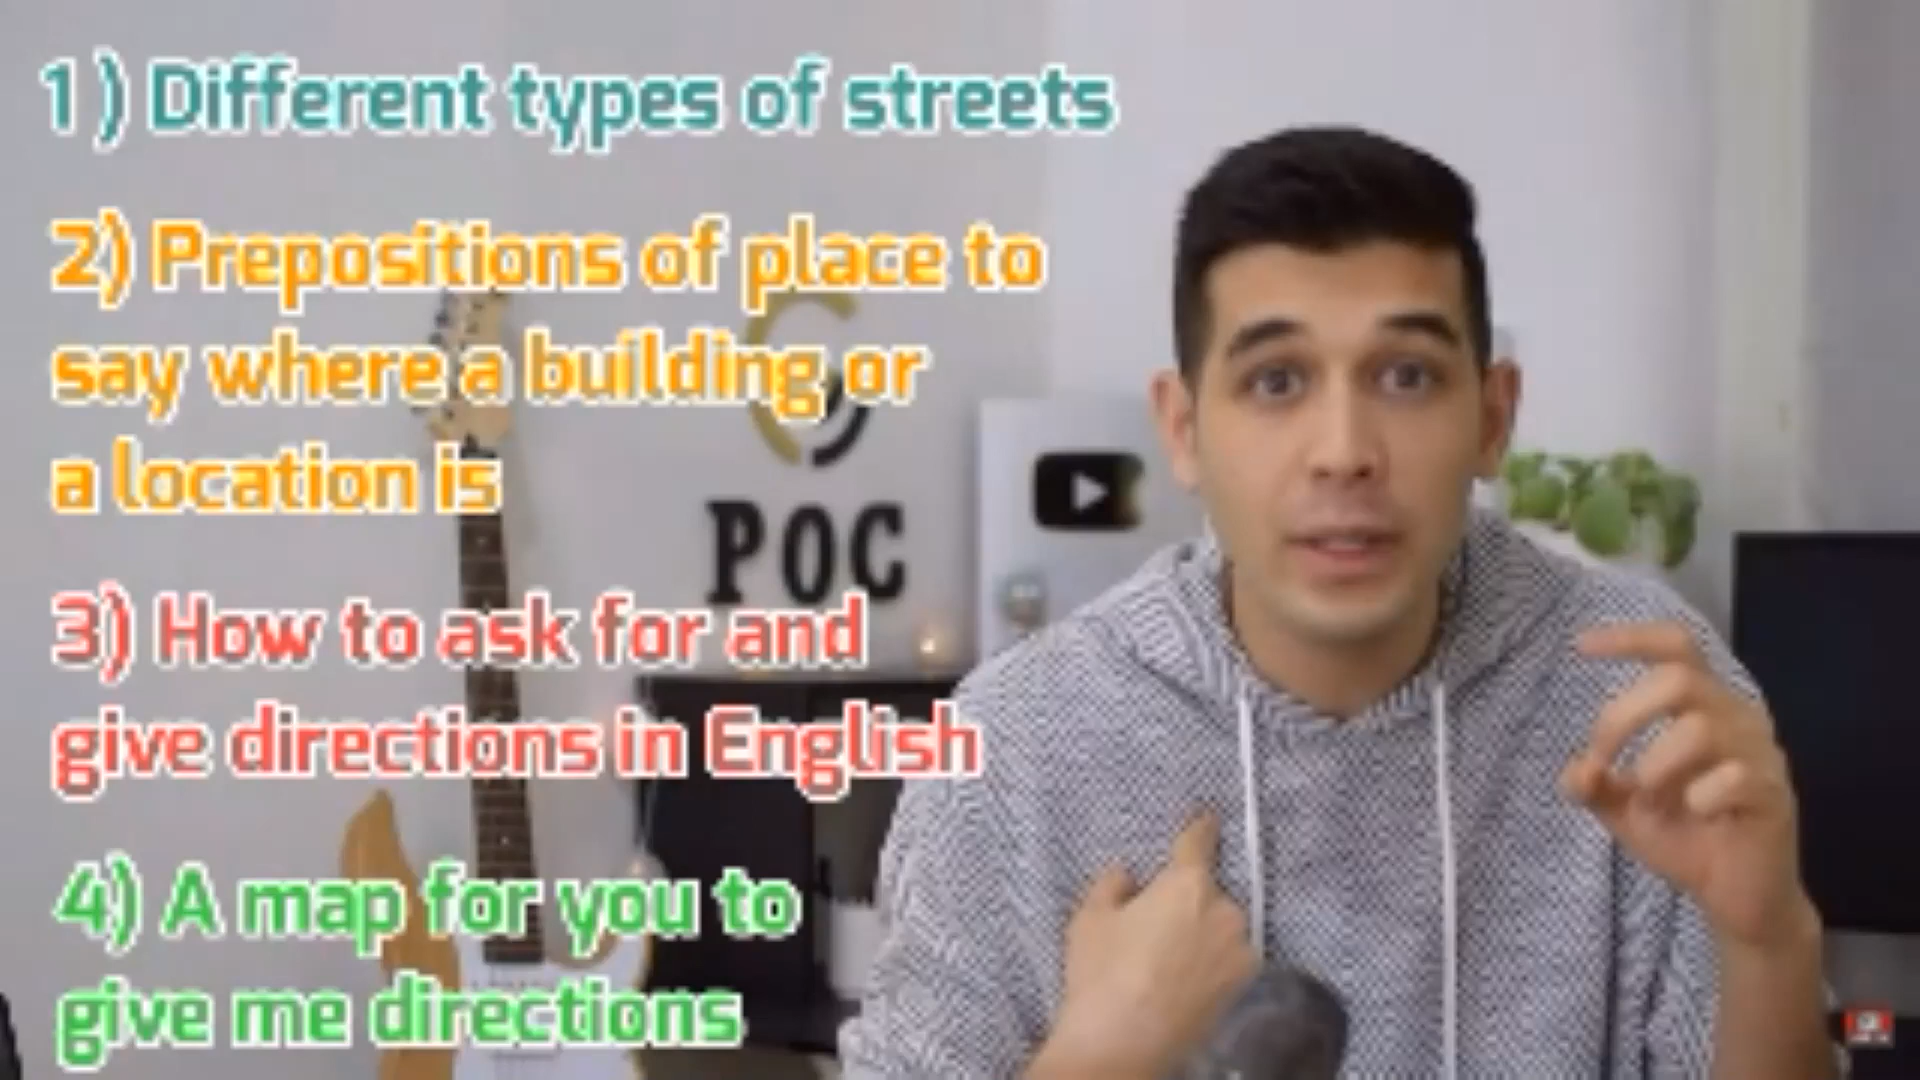 1) Different types of streets
2) Prepositions of place to
say where a building or
a location is
POC
3) How to ask for and
give directions in English
4) A map for you to
give me directions